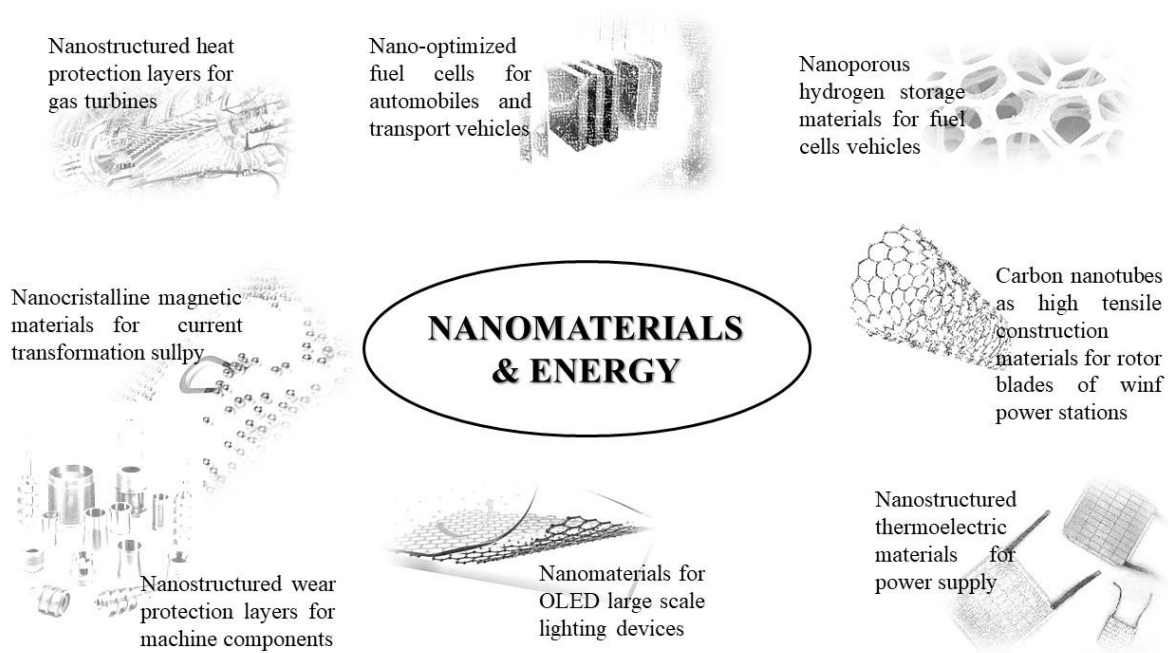 Nanostructured heat
protection layers for
gas turbines
Nano-optimized
fuel cells for
automobiles and
transport vehicles
Nanoporous
hydrogen storage
materials for fuel
cells vehicles
Nanocristalline magnetic
materials for current
transformation sullpy
NANOMATERIALS
& ENERGY
Carbon nanotubes
as high tensile
construction
materials for rotor
blades of winf
power stations
Nanostructured wear
protection layers for
machine components
Nanomaterials for
OLED large scale
lighting devices
Nanostructured
thermoelectric
materials for
power supply